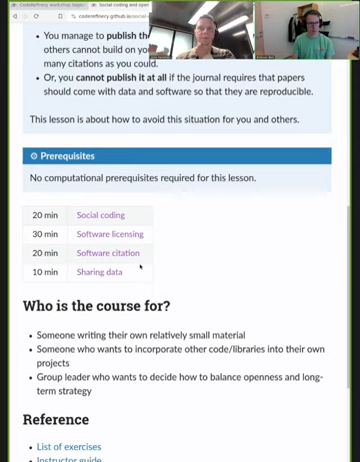 CodeRefinery workshop
Social coding and open
coderefinery.github.io/social-
You manage to publish th
others cannot build on yo
many citations as you could.
Or, you cannot publish it at all if the journal requires that papers
should come with data and software so that they are reproducible.
This lesson is about how to avoid this situation for you and others.
Prerequisites
No computational prerequisites required for this lesson.
20 min Social coding
30 min Software licensing
20 min Software citation
10 min Sharing data
Who is the course for?
Someone writing their own relatively small material
Someone who wants to incorporate other code/libraries into their own
projects
Group leader who wants to decide how to balance openness and long-
term strategy
Reference
List of exercises
Instructor guide